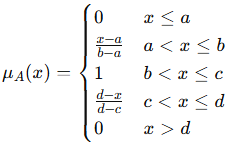 μ_A(x) = { 0    x ≤ a
(x−a)/(b−a)    a < x ≤ b
1    b < x ≤ c
(d−x)/(d−c)    c < x ≤ d
0    x > d